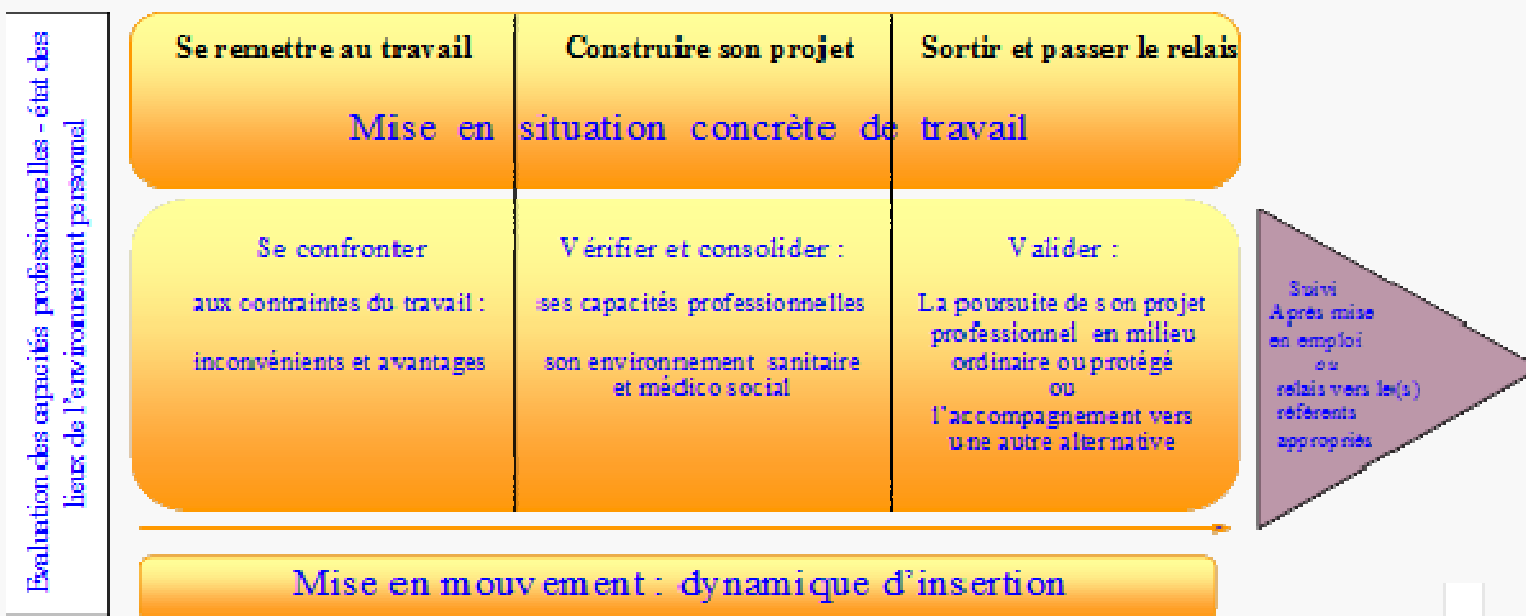 Evaluation des capacités professionnelles - état des
lieux de l'environnement personnel
Se remettre au travail
Construire son projet
Sortir et passer le relais
Mise en situation concrète de travail
Se confronter
aux contraintes du travail :
inconvénients et avantages
Vérifier et consolider :
ses capacités professionnelles
son environnement sanitaire
et médico social
Valider :
La poursuite de son projet
professionnel en milieu
ordinaire ou protégé
ou
l'accompagnement vers
une autre alternative
Suivi
Après mise
en emploi
ou
relais vers le(s)
référents
appropriés
Mise en mouvement : dynamique d'insertion